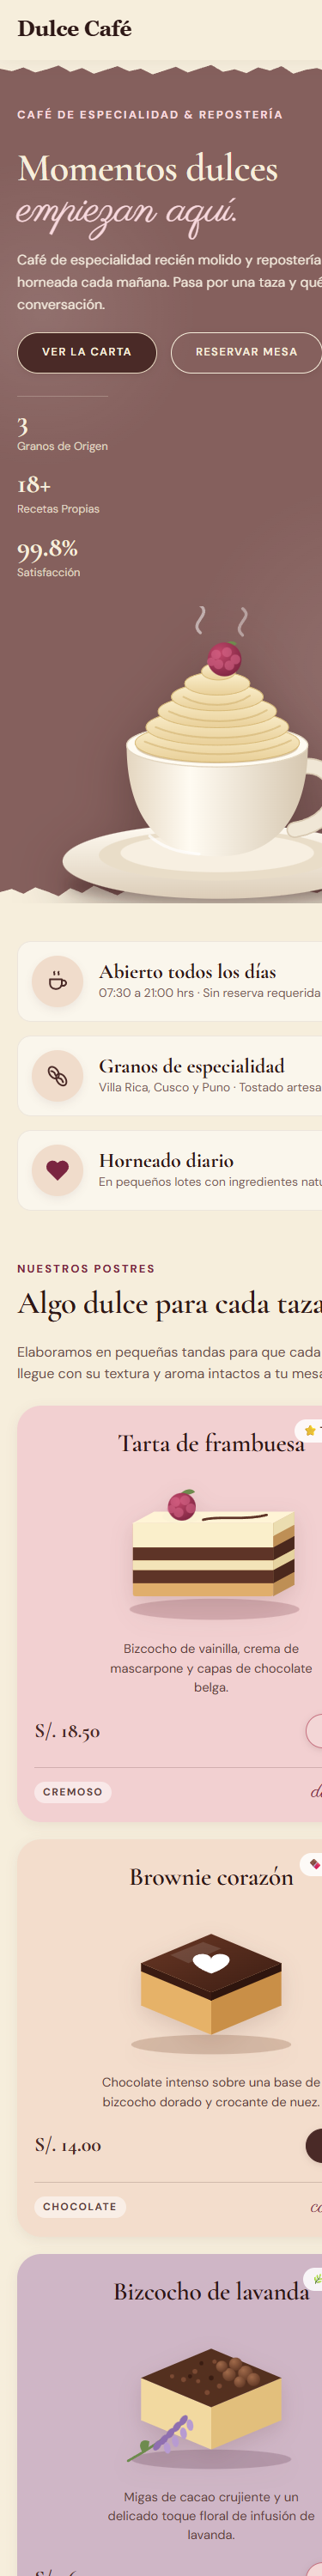 Dulce Café
CAFÉ DE ESPECIALIDAD & REPOSTERÍA
Momentos dulces
empiezan aquí.
Café de especialidad recién molido y repostería
horneada cada mañana. Pasa por una taza y
conversación.
VER LA CARTA
RESERVAR MESA
3
Granos de Origen
18+
Recetas Propias
99.8%
Satisfacción
Abierto todos los días
07:30 a 21:00 hrs · Sin reserva requerida
Granos de especialidad
Villa Rica, Cusco y Puno · Tostado
Horneado diario
En pequeños lotes con ingredientes
NUESTROS POSTRES
Algo dulce para cada taza
Elaboramos en pequeñas tandas para que cada
llegue con su textura y aroma intactos a tu mesa
Tarta de frambuesa
Bizcocho de vainilla, crema de
mascarpone y capas de chocolate
belga.
S/. 18.50
CREMOSO
Brownie corazón
Chocolate intenso sobre una base de
bizcocho dorado y crocante de nuez.
S/. 14.00
CHOCOLATE
Bizcocho de lavanda
Migas de cacao crujiente y un
delicado toque floral de infusión de
lavanda.